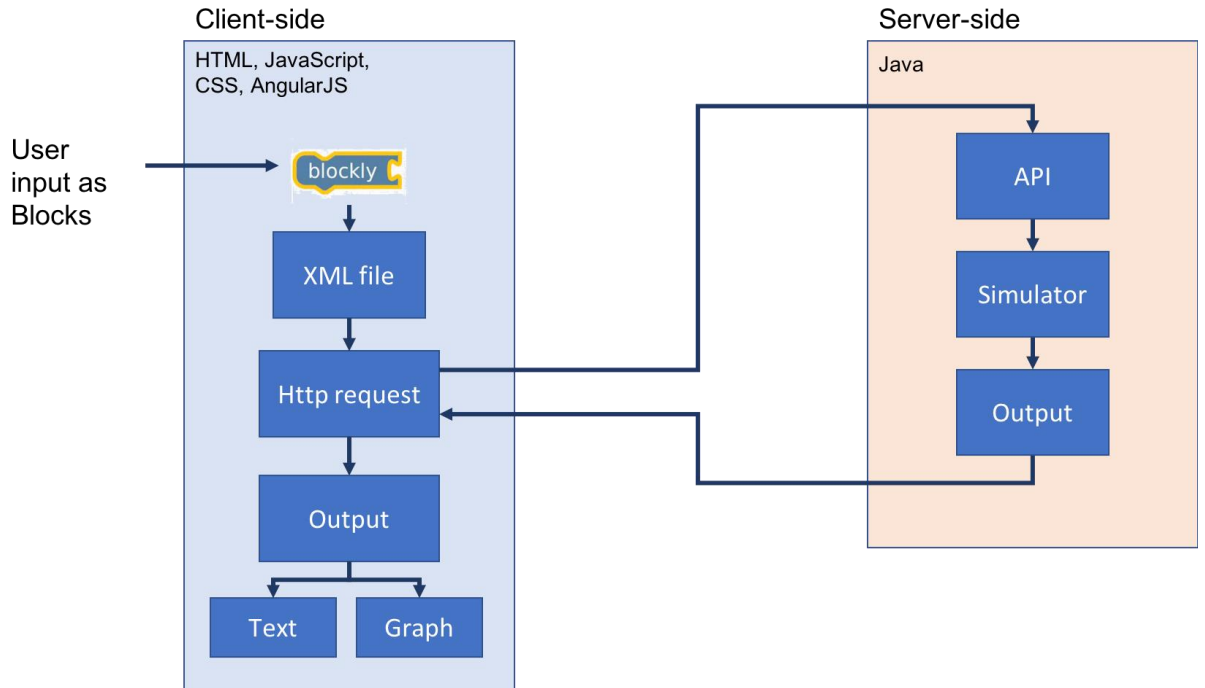 Client-side
HTML, JavaScript,
CSS, AngularJS
User
input as
Blocks
blockly
XML file
Http request
Output
Text
Graph
Server-side
Java
API
Simulator
Output